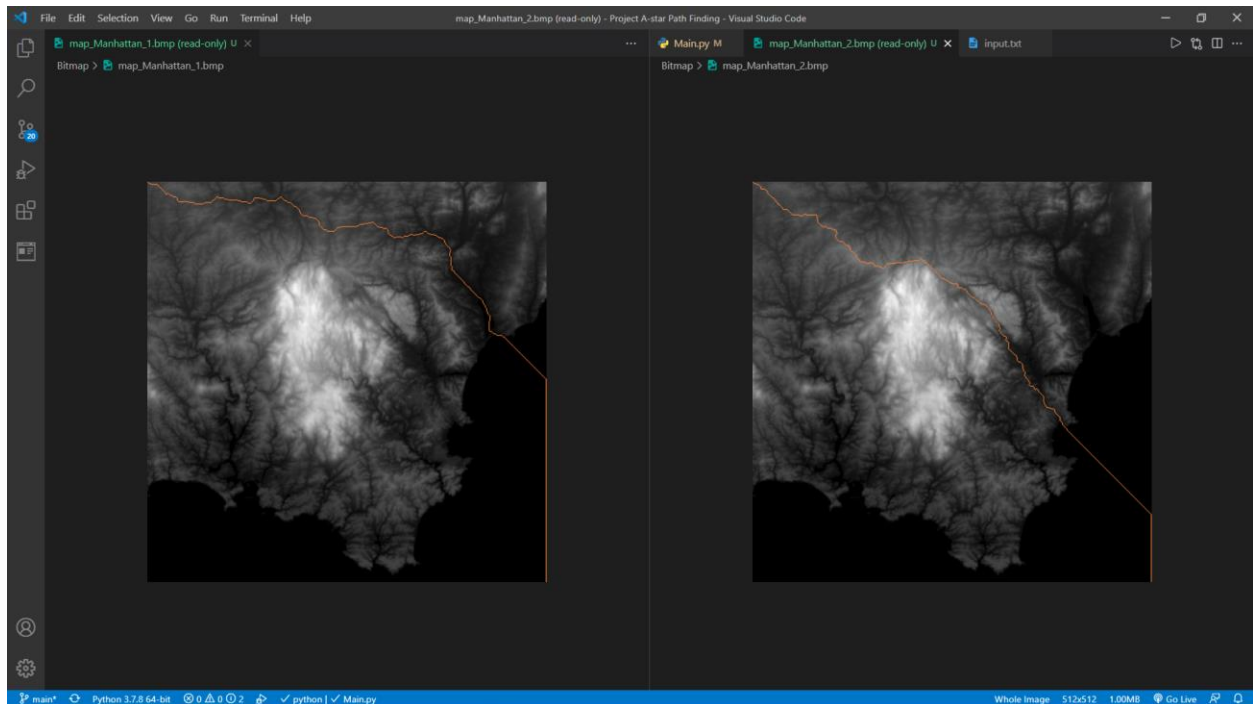 File Edit Selection View Go Run Terminal Help map_Manhattan_2.bmp (read-only) - Project A-star Path Finding - Visual Studio Code
map_Manhattan_1.bmp (read-only) U
Main.py M map_Manhattan_2.bmp (read-only) U input.txt
Bitmap > map_Manhattan_1.bmp
Bitmap > map_Manhattan_2.bmp
20
main* Python 3.7.8 64-bit 0 0 2 python | Main.py Whole Image 512x512 1.00MB Go Live